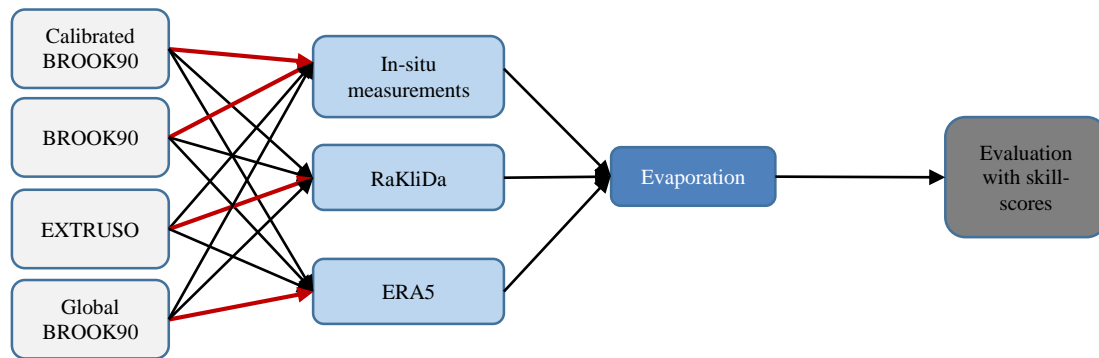 Calibrated
BROOK90
BROOK90
EXTRUSO
Global
BROOK90
In-situ
measurements
RaKliDa
ERA5
Evaporation
Evaluation
with skill-
scores